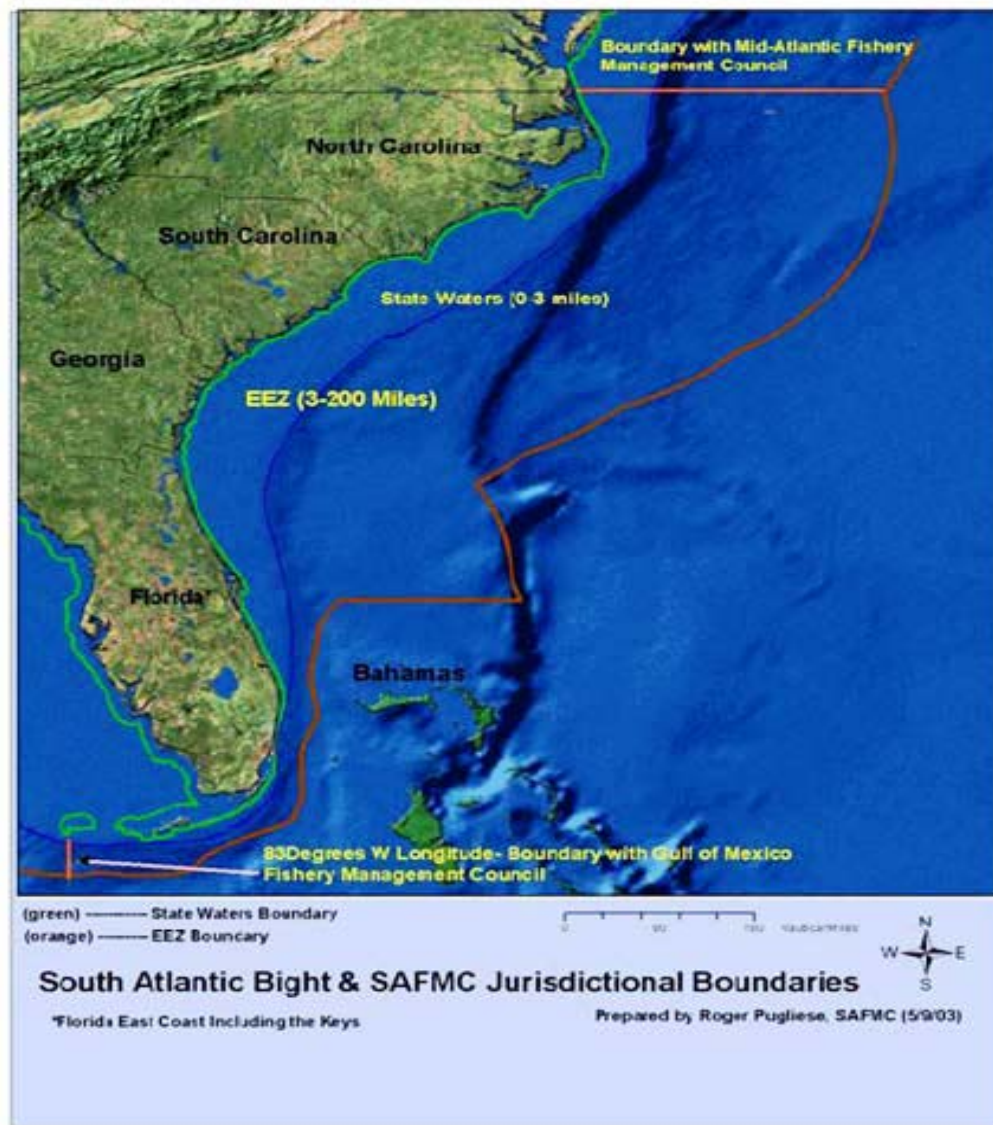 Boundary with Mid-Atlantic Fishery
Management Council
North Carolina
South Carolina
State Waters (0-3 miles)
Georgia
EEZ (3-200 Miles)
Florida*
Bahamas
83Degrees W Longitude- Boundary with Gulf of Mexico
Fishery Management Council
(green) ---------- State Waters Boundary
(orange) --------- EEZ Boundary
0
N
W
E
S
South Atlantic Bight & SAFMC Jurisdictional Boundaries
*Florida East Coast Including the Keys
Prepared by Roger Pugliese, SAFMC (5/9/03)